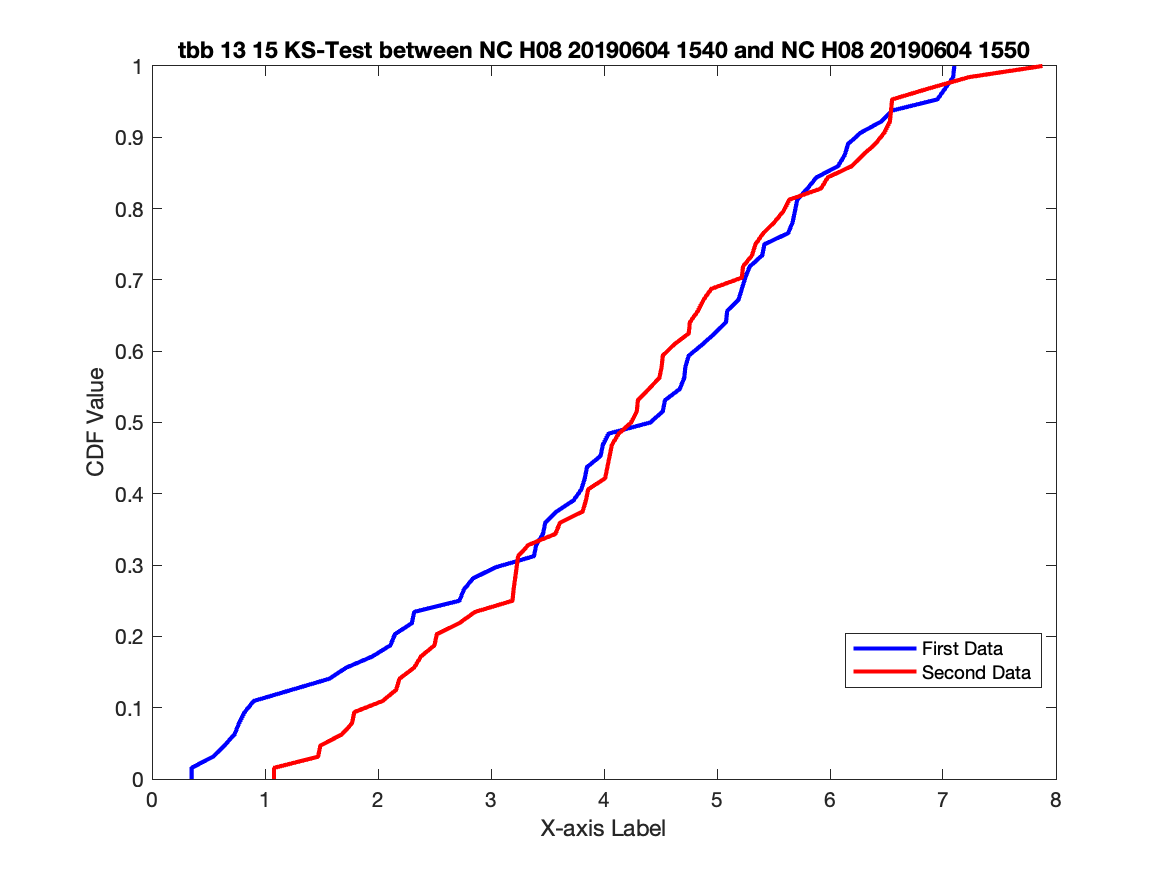 tbb 13 15 KS-Test between NC H08 20190604 1540 and NC H08 20190604 1550
1
0.9
0.8
0.7
0.6
0.5
0.4
0.3
0.2
0.1
0
CDF Value
First Data
Second Data
0 1 2 3 4 5 6 7 8
X-axis Label